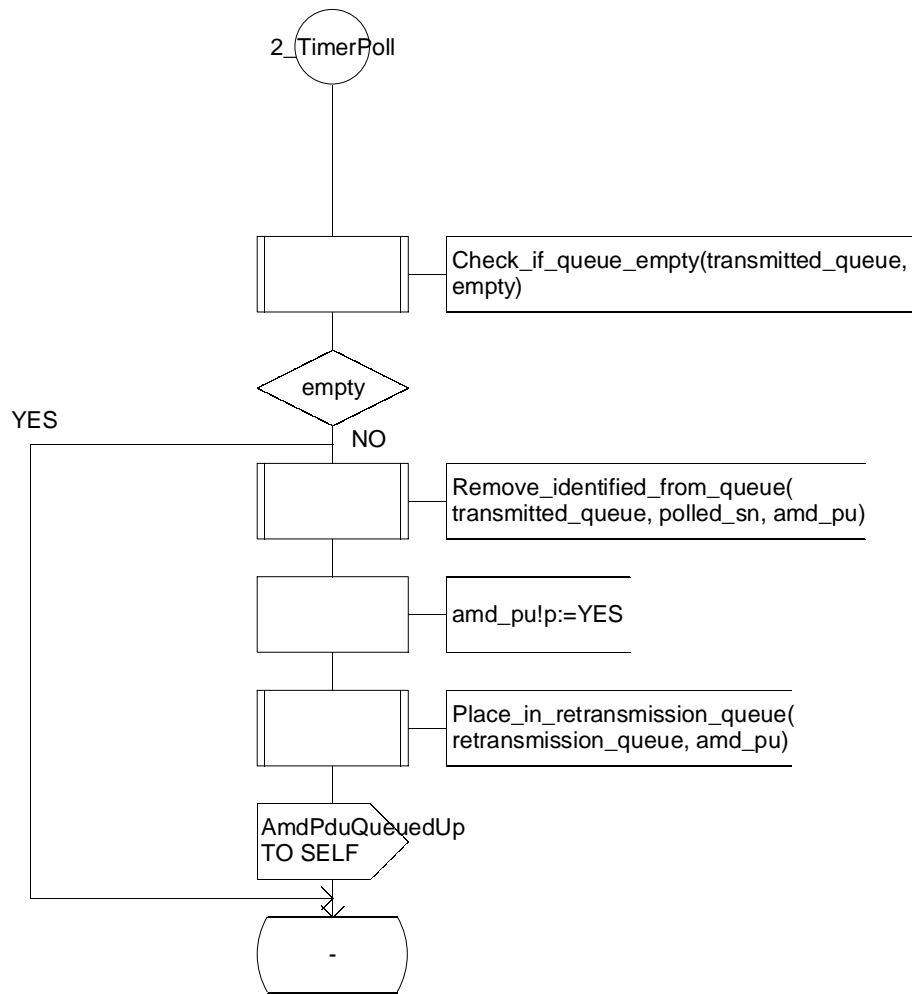 2_TimerPoll
Check_if_queue_empty(transmitted_queue,
empty)
empty
YES
NO
Remove_identified_from_queue(
transmitted_queue, polled_sn, amd_pu)
amd_pu!p:=YES
Place_in_retransmission_queue(
retransmission_queue, amd_pu)
AmdPduQueuedUp
TO SELF
-